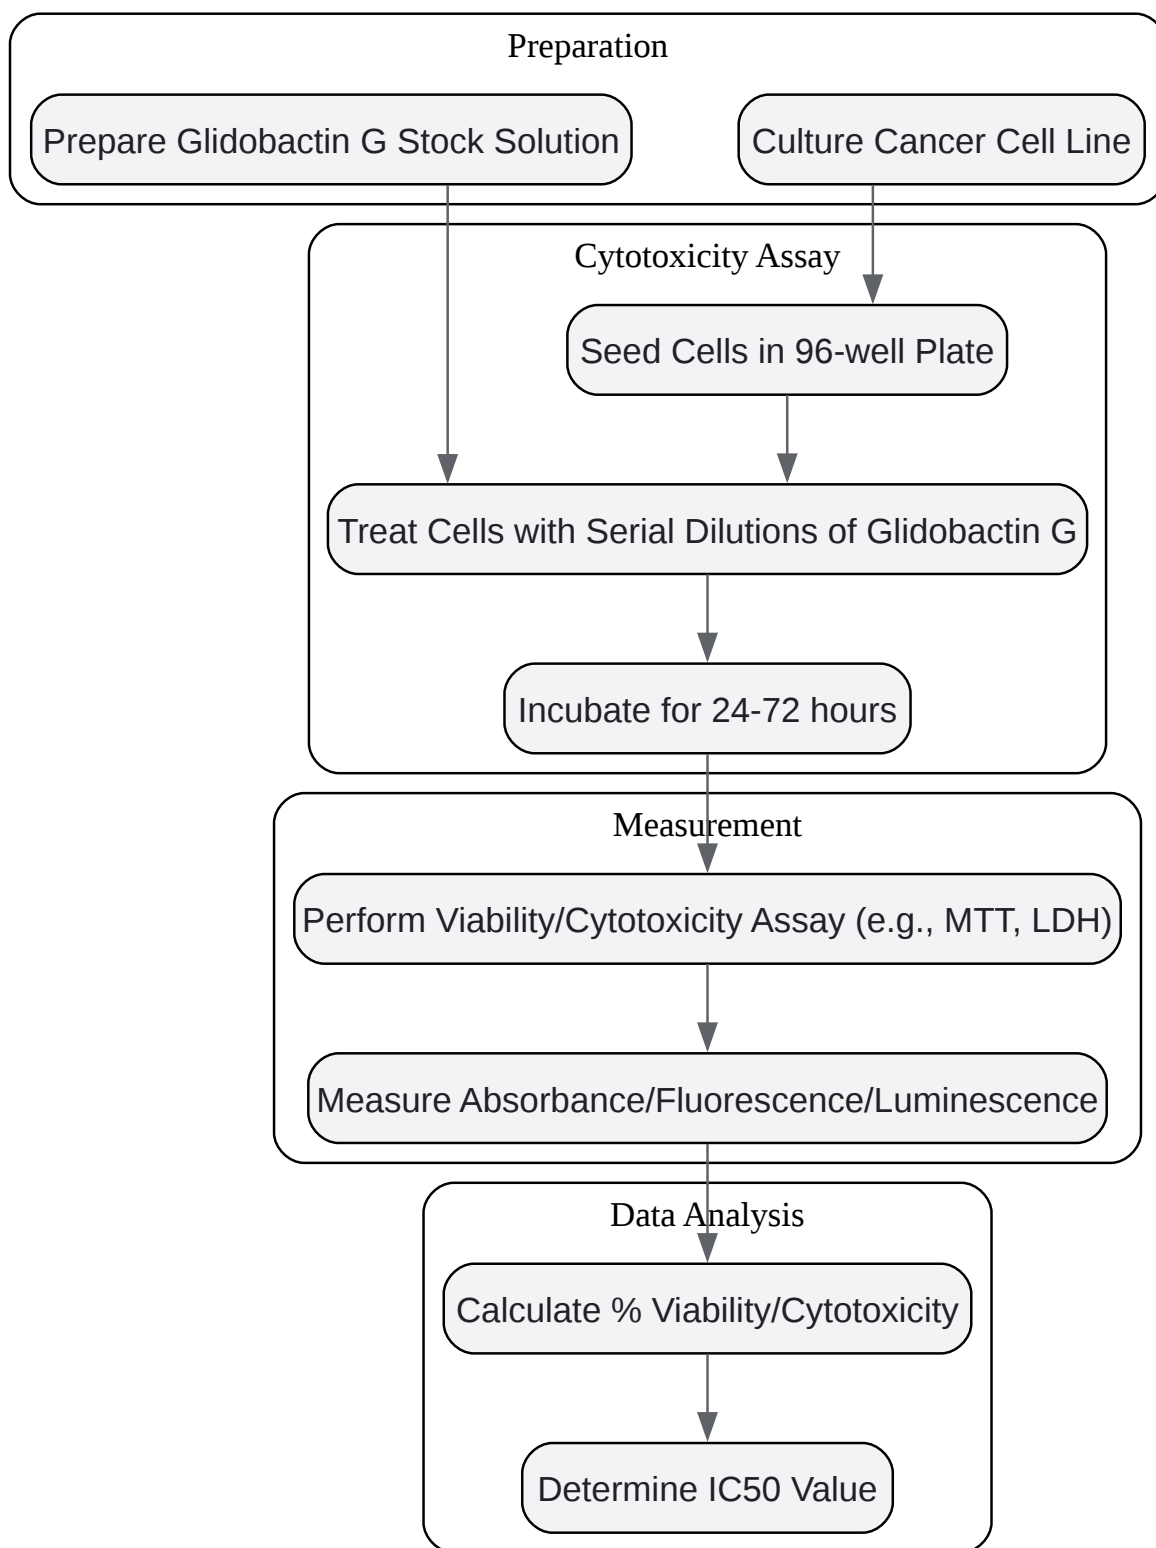 Preparation
Prepare Glidobactin G Stock Solution
Culture Cancer Cell Line
Cytotoxicity Assay
Seed Cells in 96-well Plate
Treat Cells with Serial Dilutions of Glidobactin G
Incubate for 24-72 hours
Measurement
Perform Viability/Cytotoxicity Assay (e.g., MTT, LDH)
Measure Absorbance/Fluorescence/Luminescence
Data Analysis
Calculate % Viability/Cytotoxicity
Determine IC50 Value